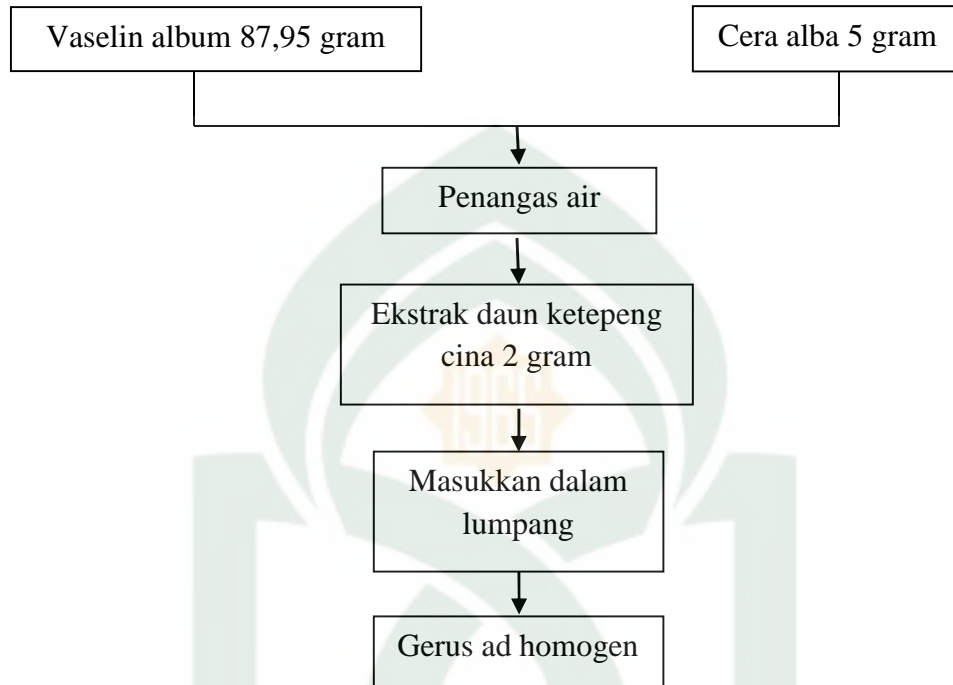 Vaselin album 87,95 gram
Cera alba 5 gram
Penangas air
Ekstrak daun ketepeng
cina 2 gram
Masukkan dalam
lumpang
Gerus ad homogen
1965